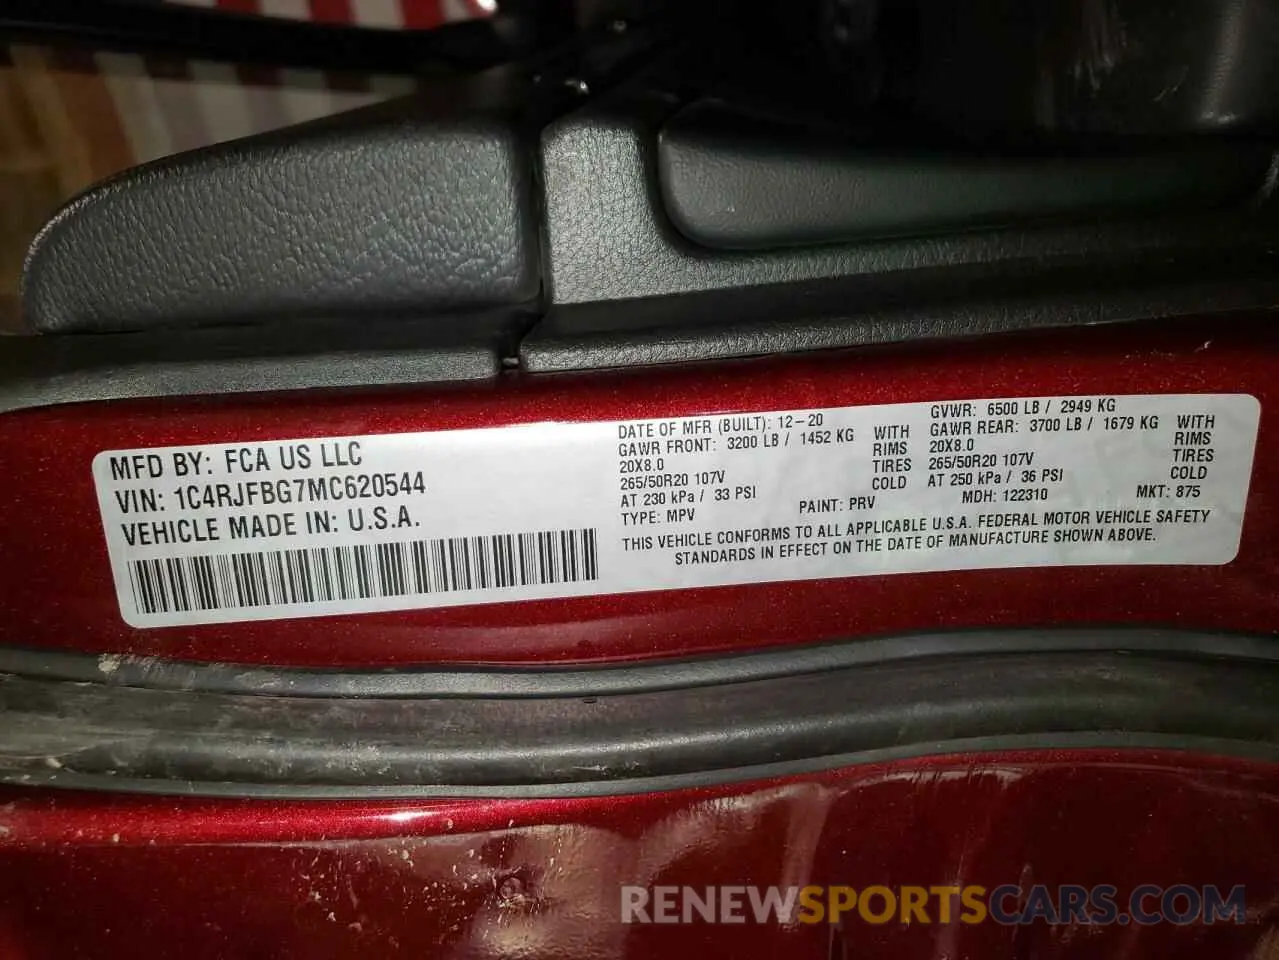 MFD BY: FCA US LLC
VIN: 1C4RJFBG7MC620544
VEHICLE MADE IN: U.S.A.
DATE OF MFR (BUILT): 12-20
GAWR FRONT: 3200 LB / 1452 KG
20X8.0
265/50R20 107V
AT 230 kPa / 33 PSI
WITH
RIMS
TIRES
COLD
TYPE: MPV
PAINT: PRV
GVWR: 6500 LB / 2949 KG
GAWR REAR: 3700 LB / 1679 KG
20X8.0
265/50R20 107V
AT 250 kPa / 36 PSI
WITH
RIMS
TIRES
COLD
MDH: 122310
MKT: 875
THIS VEHICLE CONFORMS TO ALL APPLICABLE U.S.A. FEDERAL MOTOR VEHICLE SAFETY
STANDARDS IN EFFECT ON THE DATE OF MANUFACTURE SHOWN ABOVE.
RENEWSPORTSCARS.COM